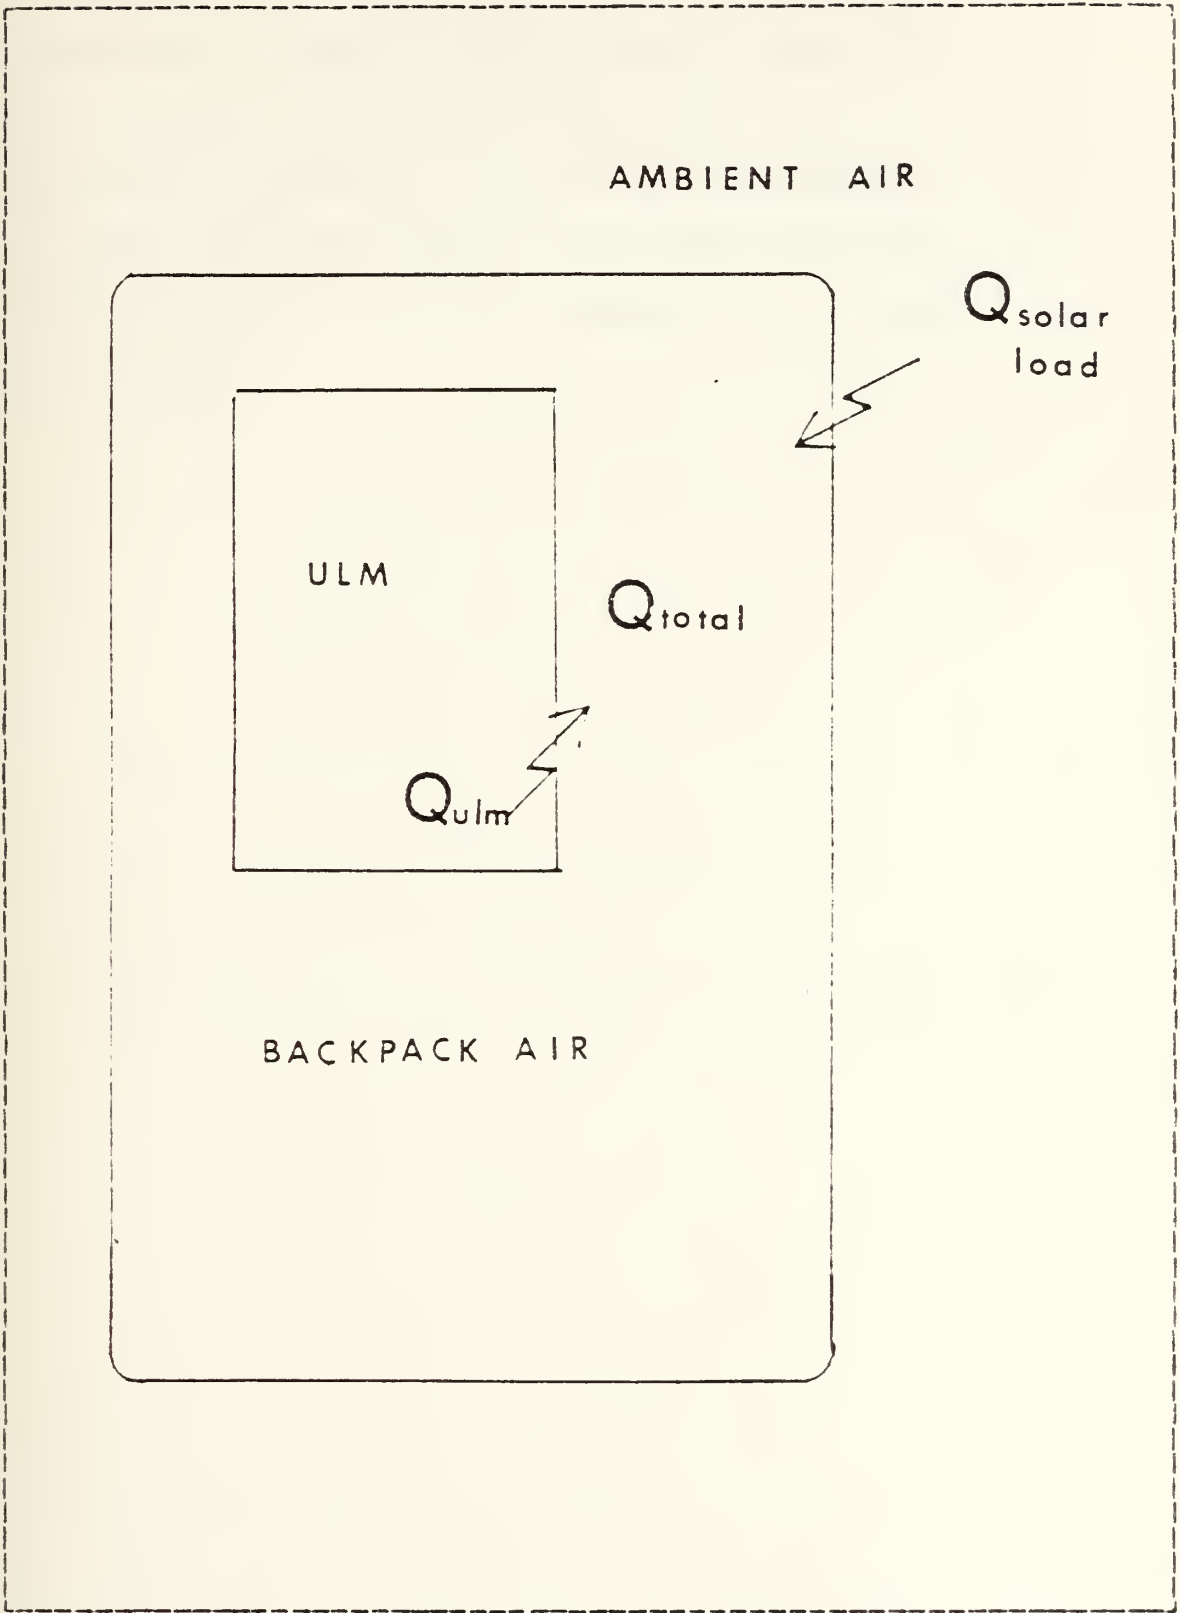 AMBIENT AIR
Qsolar
load
ULM
Qtotal
Qulm
BACKPACK AIR